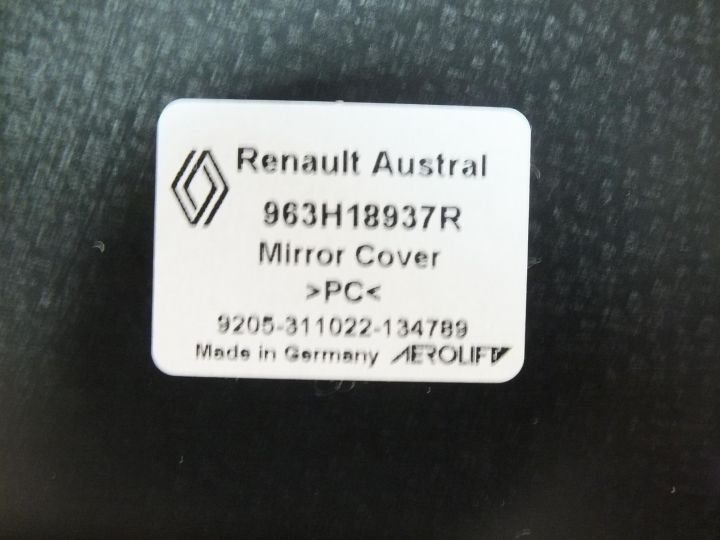 Renault Austral
963H18937R
Mirror Cover
>PC<
9205-311022-134789
Made in Germany AEROLIFT